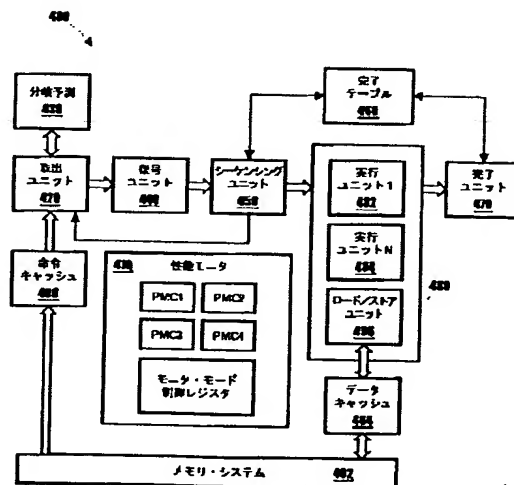 400
分岐予測
430
取出
ユニット
420
復号
ユニット
シーケンシング
ユニット
450
完了
テーブル
460
実行
ユニット1
482
実行
ユニットN
484
ロード/ストア
ユニット
486
480
完了
ユニット
470
命令
キャッシュ
性能モータ
PMC1
PMC2
PMC3
PMC4
モータ・モード
制御レジスタ
データ
キャッシュ
メモリ・システム
402